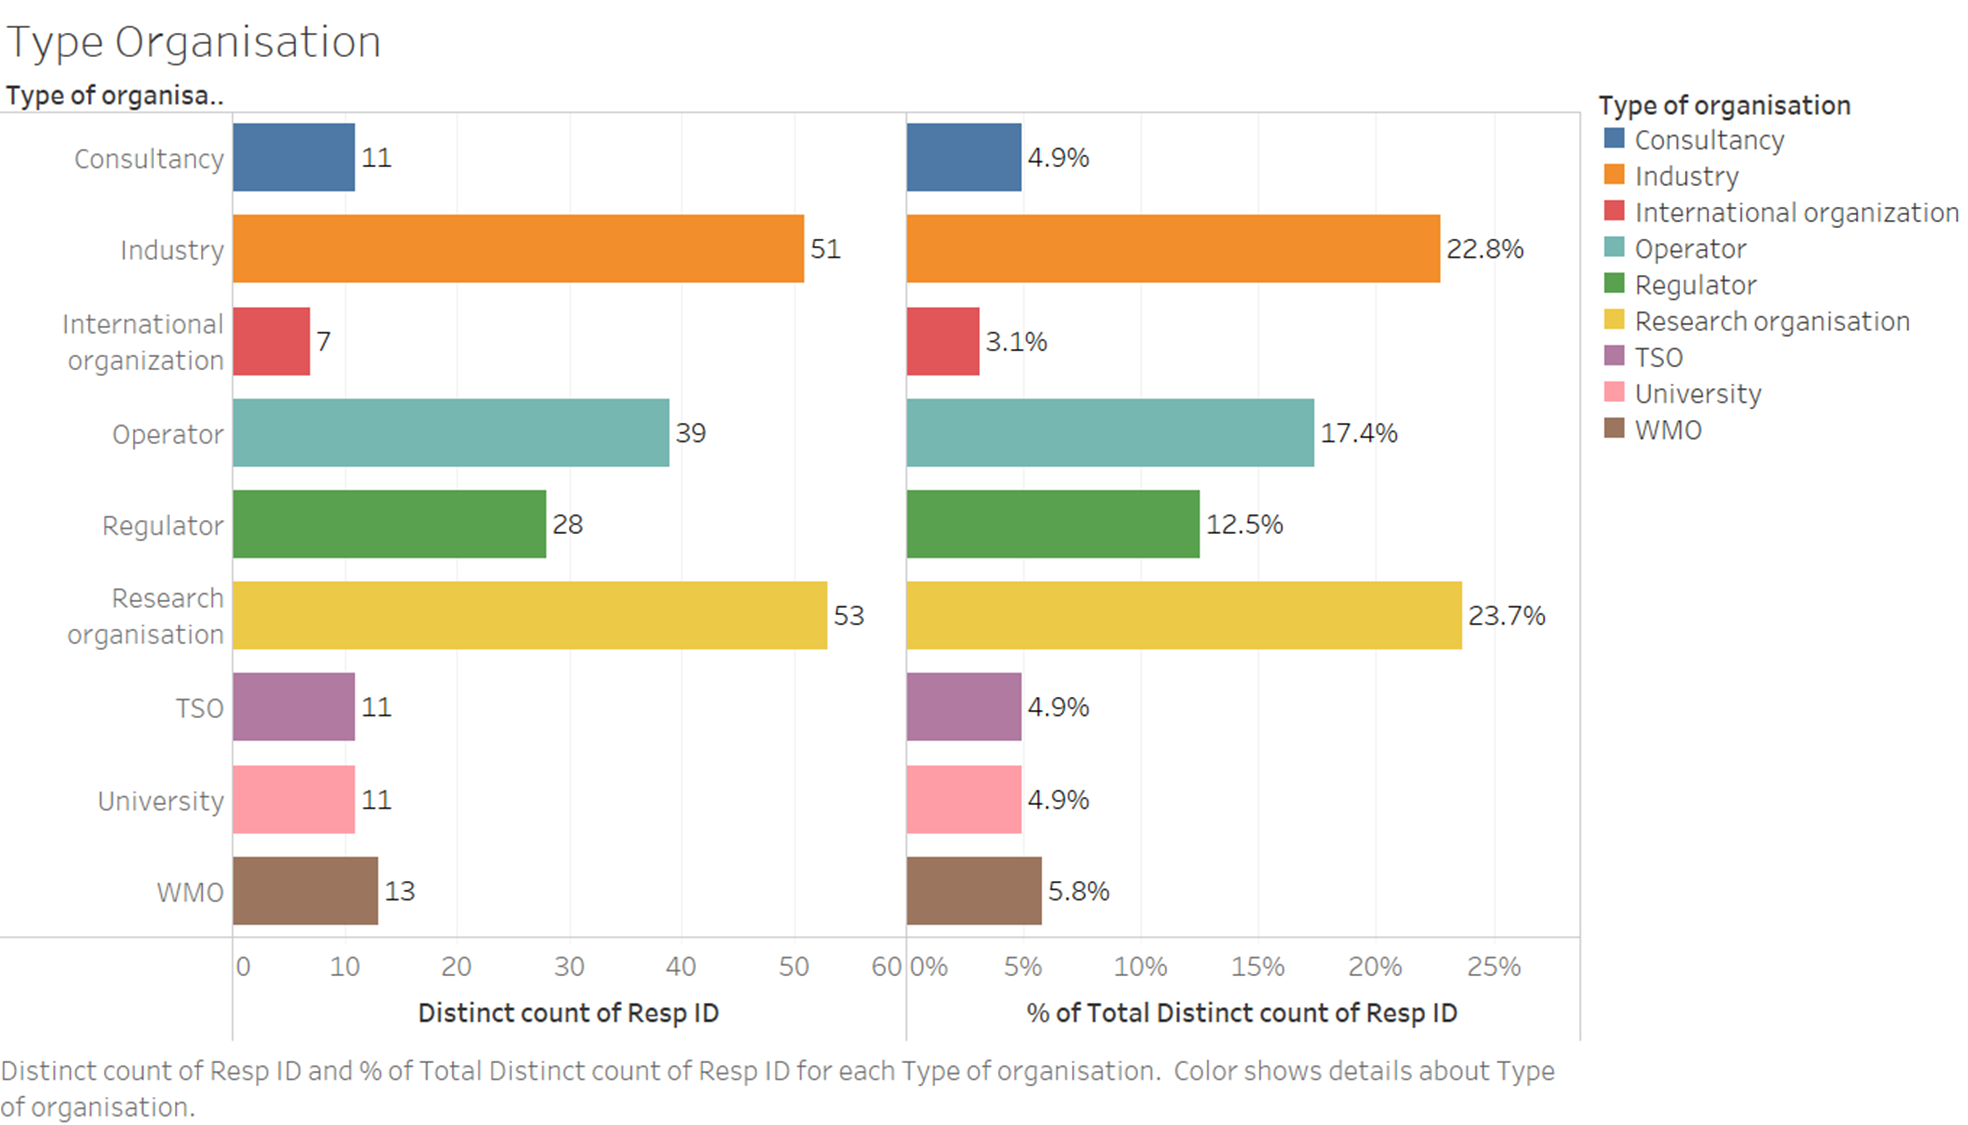 Type Organisation
Type of organisa..
Consultancy
11
4.9%
Industry
51
22.8%
International
organization
7
3.1%
Operator
39
17.4%
Regulator
28
12.5%
Research
organisation
53
23.7%
TSO
11
4.9%
University
11
4.9%
WMO
13
5.8%
0 10 20 30 40 50 60
0% 5% 10% 15% 20% 25%
Distinct count of Resp ID
% of Total Distinct count of Resp ID
Type of organisation
Consultancy
Industry
International organization
Operator
Regulator
Research organisation
TSO
University
WMO
Distinct count of Resp ID and % of Total Distinct count of Resp ID for each Type of organisation.  Color shows details about Type
of organisation.